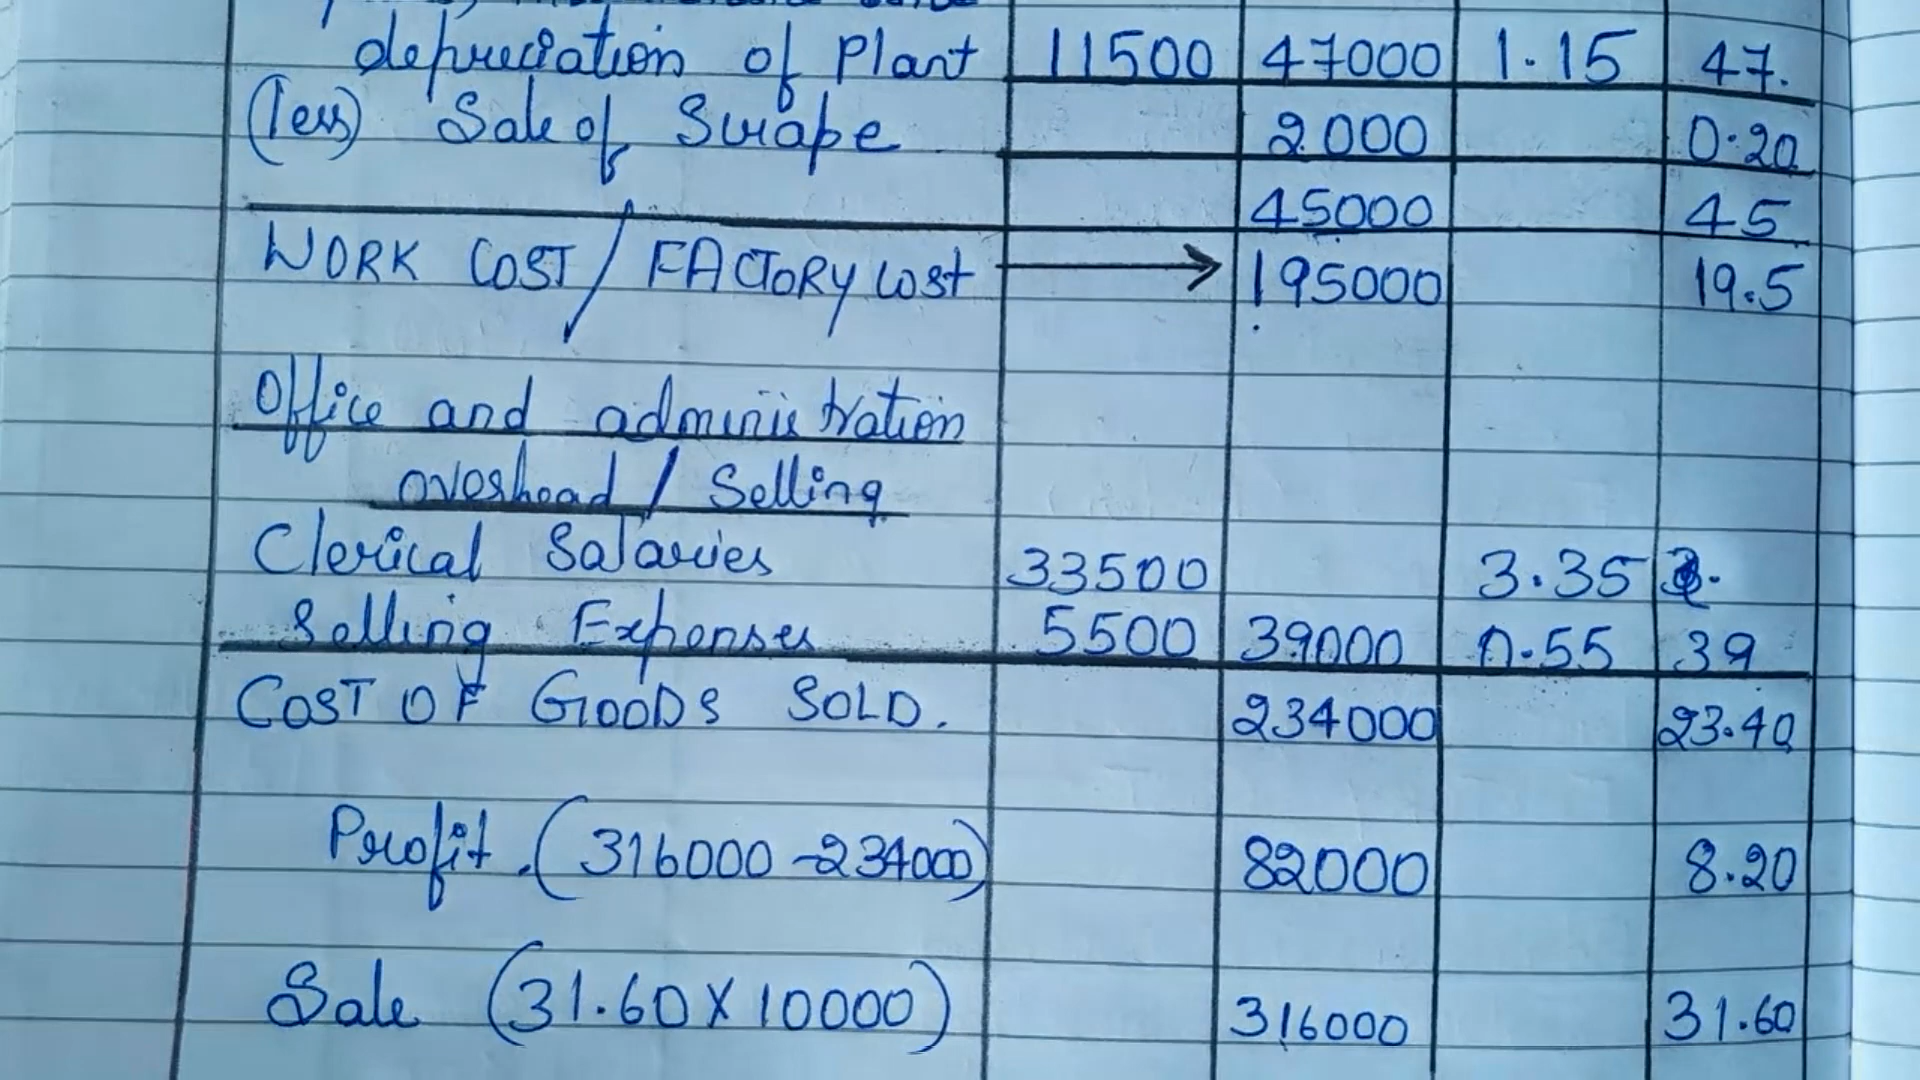 depreciation of Plant 11500 47000 1.15 47.
(less) Sale of Scrape 2000 0.20
45000 45
WORK COST / FACTORY Cost → 195000 19.5
Office and administration
overhead / Selling
Clerical Salaries 33500 3.35
Selling Expenses 5500 39000 0.55 39
COST OF GOODS SOLD. 234000 23.40
Profit. (316000-234000) 82000 8.20
Sale (31.60X10000) 316000 31.60